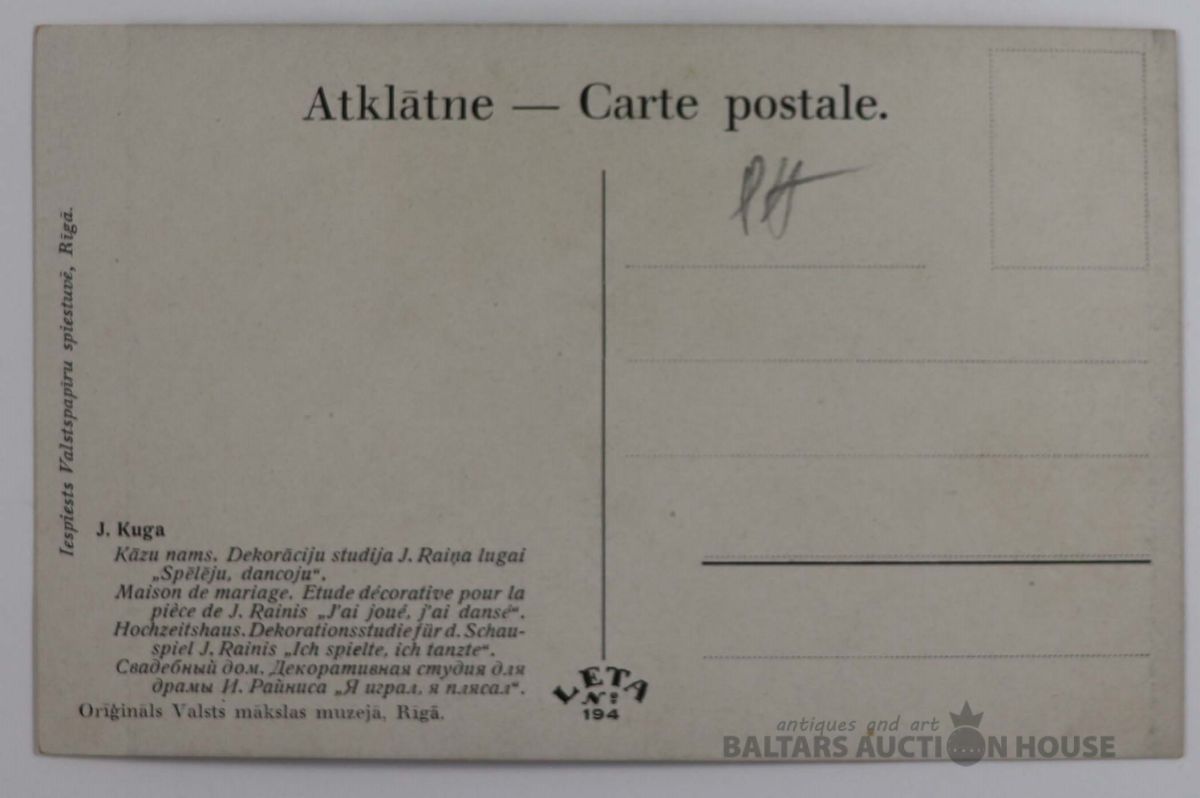 Atklātne — Carte postale.
PH
Iespiests Valstspapīru spiestuvē, Rīgā.
J. Kuga
Kāzu nams. Dekorāciju studija J. Raiņa lugai
„Spēlēju, dancoju“.
Maison de mariage. Etude décorative pour la
pièce de J. Rainis „J'ai joué, j'ai dansé“.
Hochzeitshaus. Dekorationsstudie für d. Schau-
spiel J. Rainis „Ich spielte, ich tanzte“.
Свадебный дом. Декоративная студия для
драмы И. Райниса „Я играл, я плясал“.
Oriģināls Valsts mākslas muzejā, Rīgā.
LETA
№
194
antiques and art
BALTARS AUCTION HOUSE